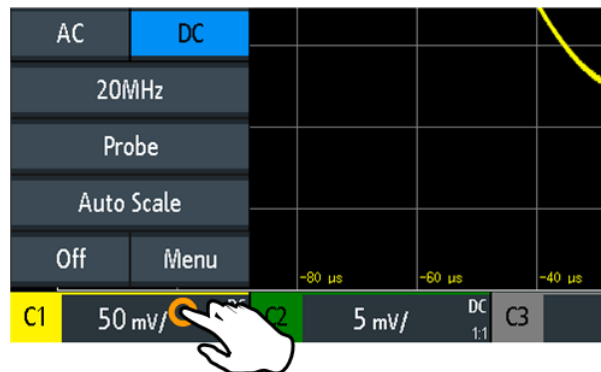 AC DC
20MHz
Probe
Auto Scale
Off Menu
-80 µs -60 µs -40 µs
C1 50 mV/ C2 5 mV/ DC C3
1:1